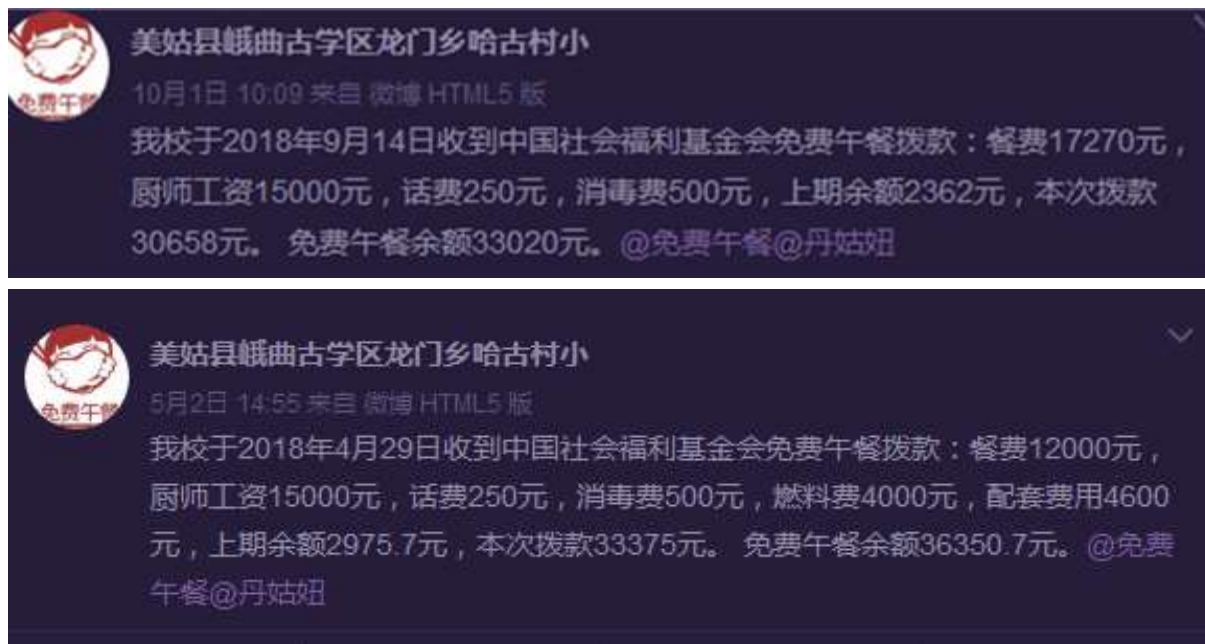 美姑县峨曲古学区龙门乡哈古村小
10月1日 10:09 来自 微博 HTML5 版
免费午餐
我校于2018年9月14日收到中国社会福利基金会免费午餐拨款：餐费17270元，
厨师工资15000元，话费250元，消毒费500元，上期余额2362元，本次拨款
30658元。 免费午餐余额33020元。@免费午餐@丹姑妞
美姑县峨曲古学区龙门乡哈古村小
5月2日 14:55 来自 微博 HTML5 版
免费午餐
我校于2018年4月29日收到中国社会福利基金会免费午餐拨款：餐费12000元，
厨师工资15000元，话费250元，消毒费500元，燃料费4000元，配套费用4600
元，上期余额2975.7元，本次拨款33375元。 免费午餐余额36350.7元。@免费
午餐@丹姑妞